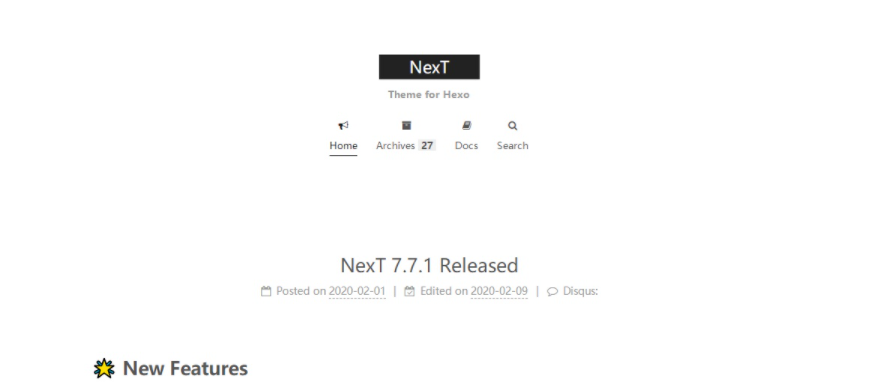 NexT
Theme for Hexo
Home Archives 27 Docs Search
NexT 7.7.1 Released
Posted on 2020-02-01 | Edited on 2020-02-09 | Disqus:
New Features